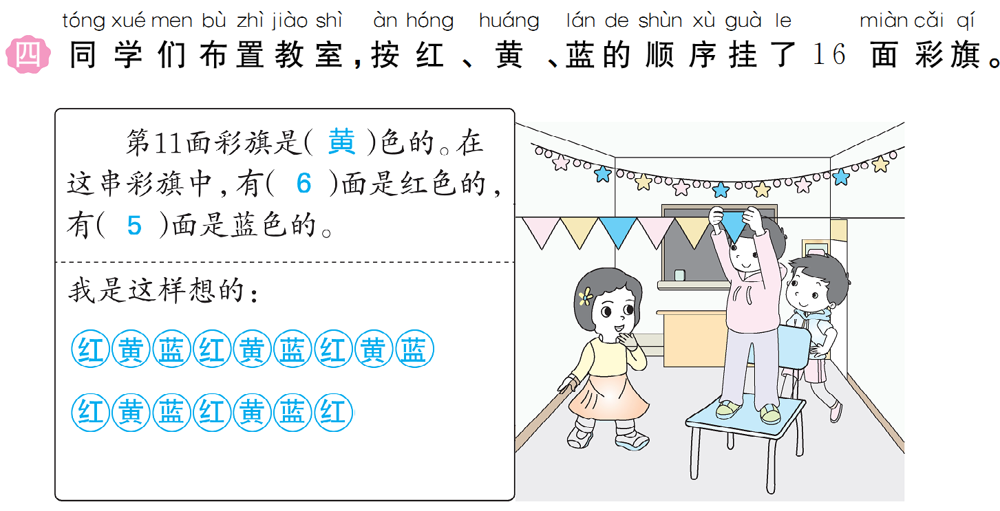 tóng xué men bù zhì jiào shì àn hóng huáng lán de shùn xù guà le miàn cǎi qí
四 同学们布置教室，按红、黄、蓝的顺序挂了16面彩旗。
第11面彩旗是( 黄 )色的。在
这串彩旗中，有( 6 )面是红色的，
有( 5 )面是蓝色的。
我是这样想的：
红 黄 蓝 红 黄 蓝 红 黄 蓝
红 黄 蓝 红 黄 蓝 红